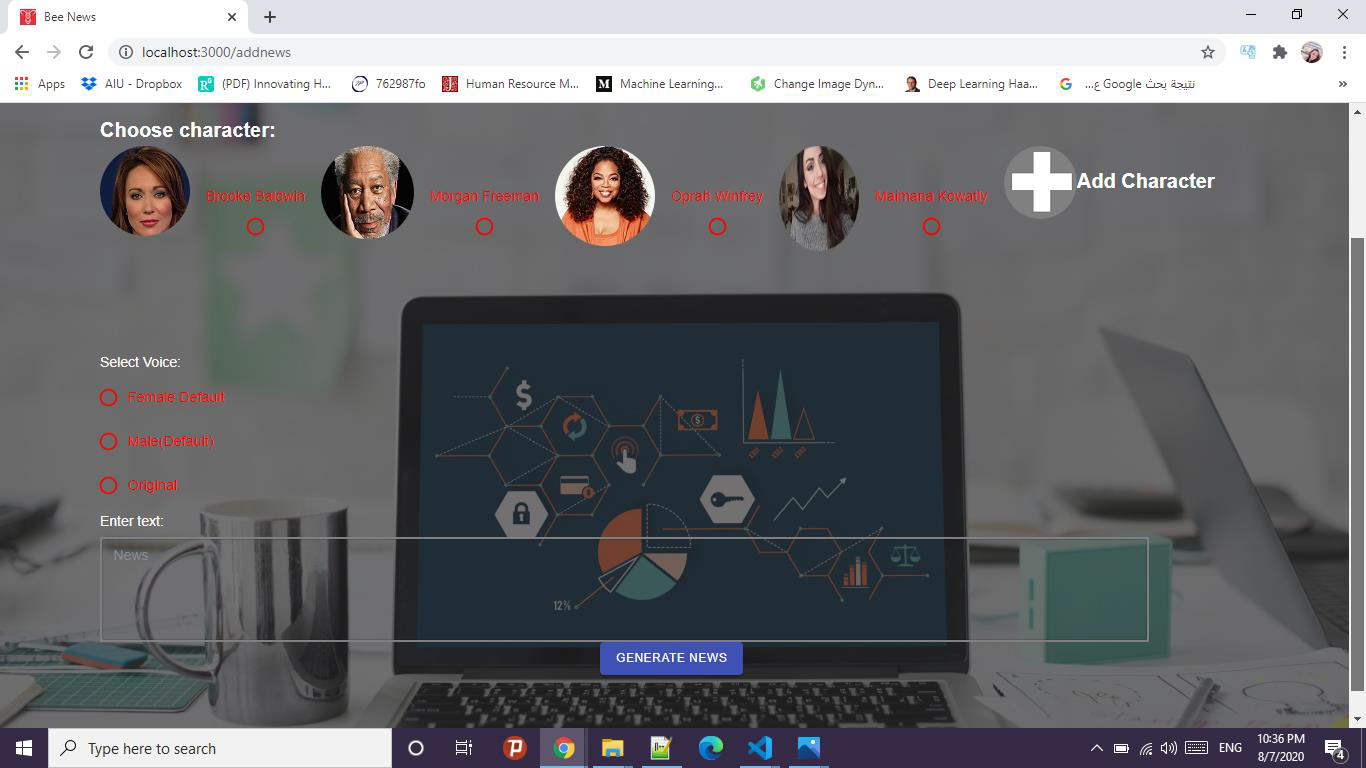 Bee News
localhost:3000/addnews
Apps
AIU - Dropbox
(PDF) Innovating H...
762987fo
Human Resource M...
Machine Learning...
Change Image Dyn...
Deep Learning Haa...
نتيجة بحث Google ع...
Choose character:
Brooke Baldwin
Morgan Freeman
Oprah Winfrey
Maimana Kowatly
Add Character
Select Voice:
Female Default
Male(Default)
Original
Enter text:
News
12%
GENERATE NEWS
Type here to search
ENG
10:36 PM
8/7/2020
4